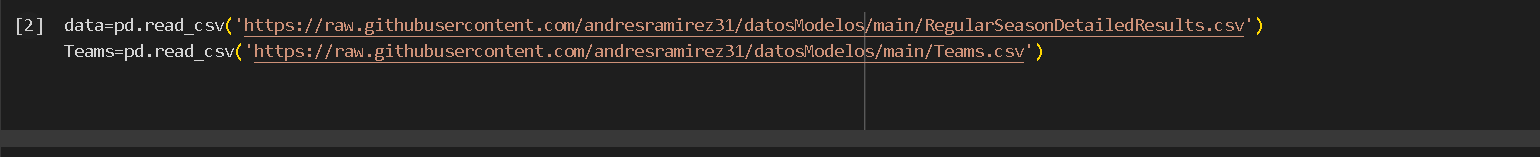 [2] data=pd.read_csv('https://raw.githubusercontent.com/andresramirez31/datosModelos/main/RegularSeasonDetailedResults.csv')
Teams=pd.read_csv('https://raw.githubusercontent.com/andresramirez31/datosModelos/main/Teams.csv')